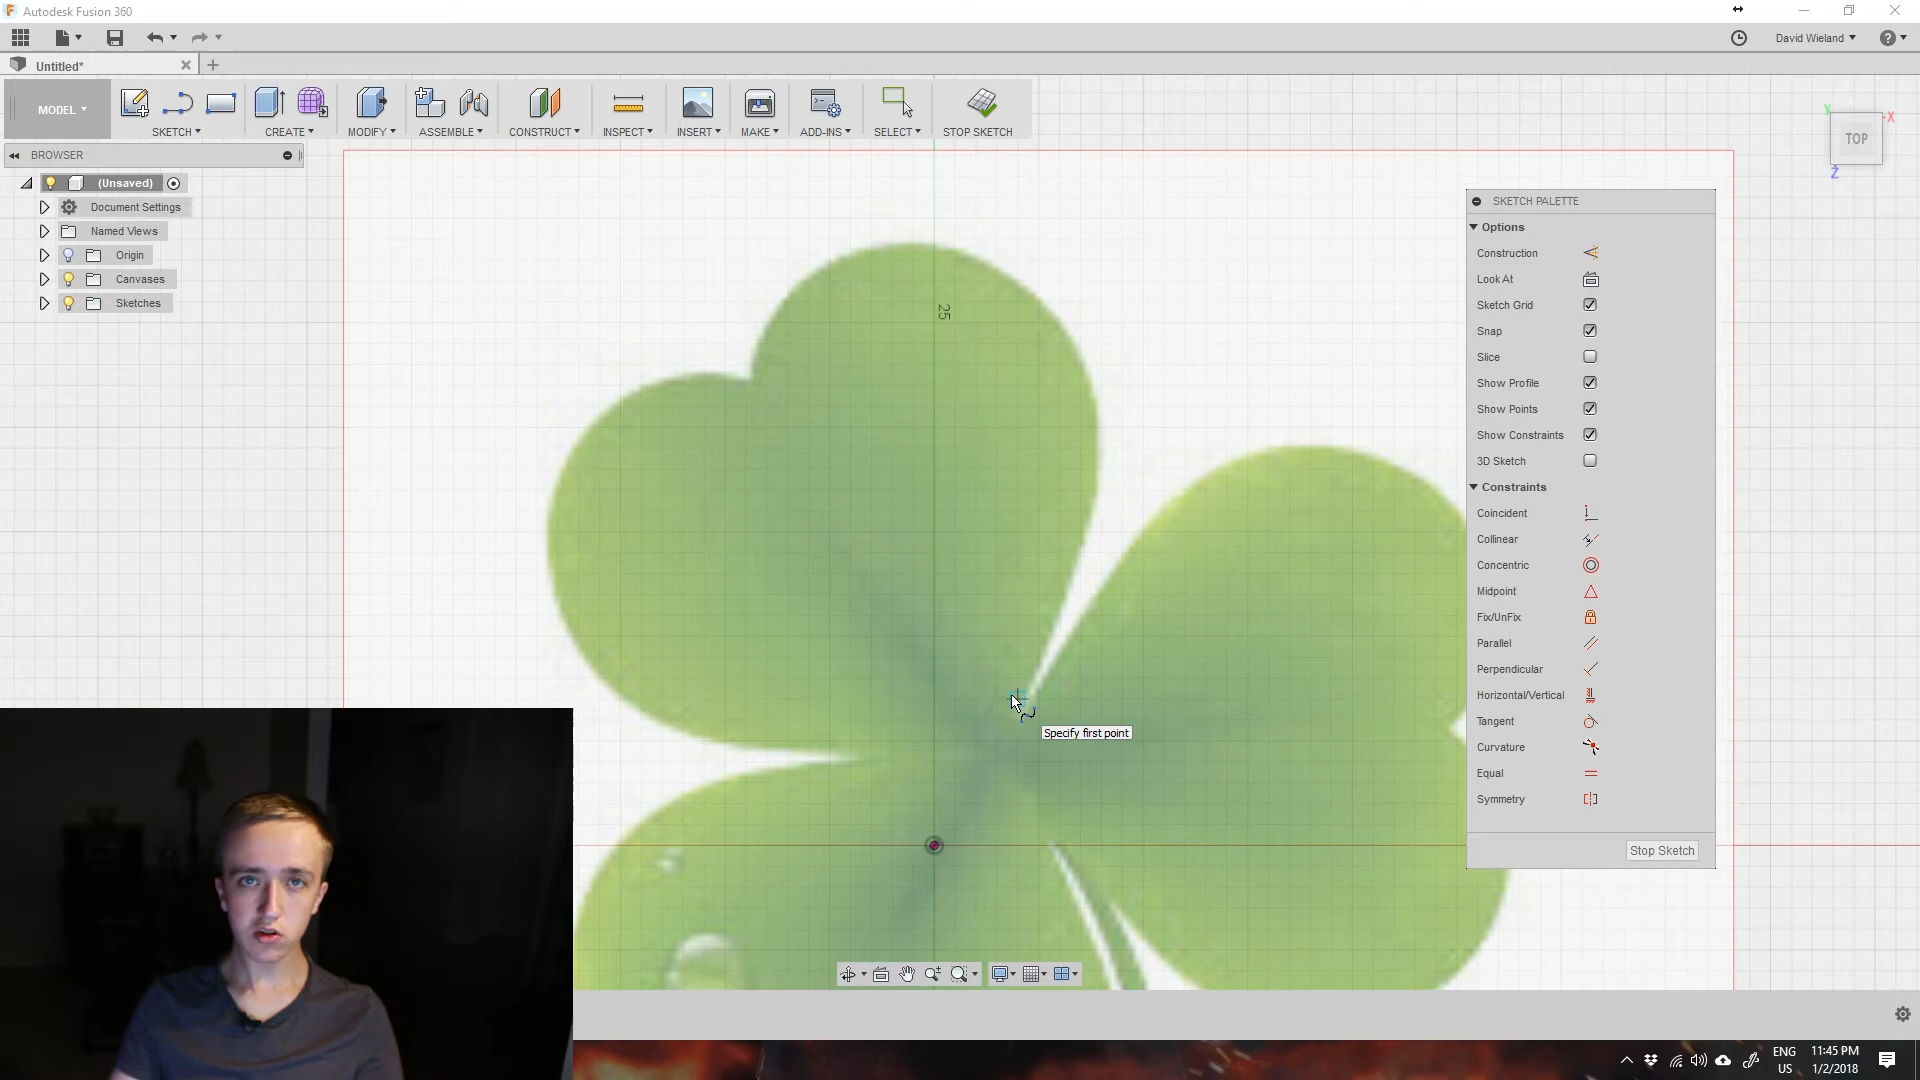 Autodesk Fusion 360
David Wieland
Untitled*
MODEL
SKETCH
CREATE
MODIFY
ASSEMBLE
CONSTRUCT
INSPECT
INSERT
MAKE
ADD-INS
SELECT
STOP SKETCH
BROWSER
(Unsaved)
Document Settings
Named Views
Origin
Canvases
Sketches
Y
X
TOP
Z
25
Specify first point
SKETCH PALETTE
Options
Construction
Look At
Sketch Grid
Snap
Slice
Show Profile
Show Points
Show Constraints
3D Sketch
Constraints
Coincident
Collinear
Concentric
Midpoint
Fix/UnFix
Parallel
Perpendicular
Horizontal/Vertical
Tangent
Curvature
Equal
Symmetry
Stop Sketch
ENG
US
11:45 PM
1/2/2018